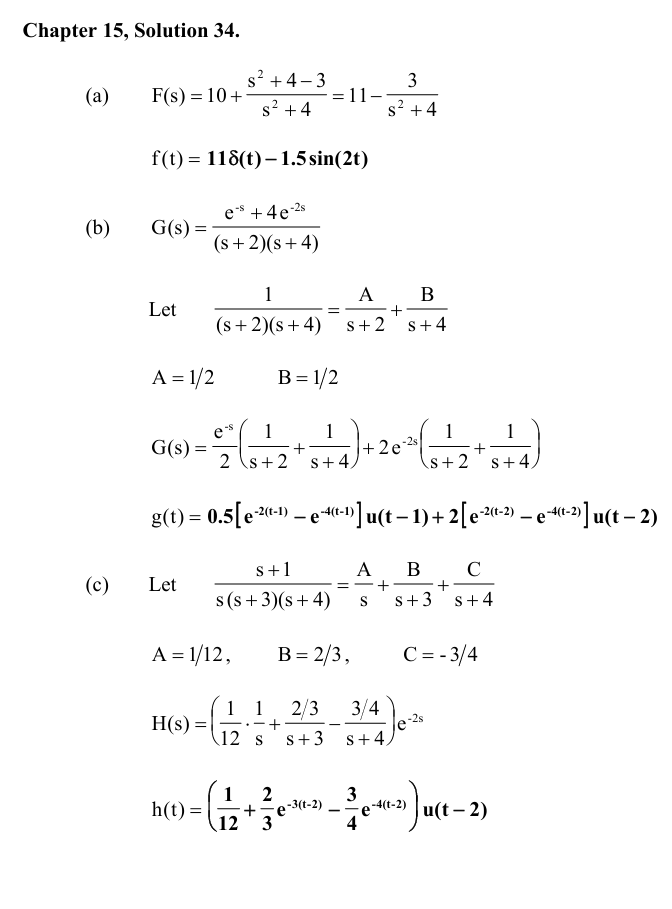 Chapter 15, Solution 34.
(a) F(s) = 10 + (s² + 4 − 3)/(s² + 4) = 11 − 3/(s² + 4)
f(t) = 11δ(t) − 1.5sin(2t)
(b) G(s) = (e^-s + 4e^-2s)/((s + 2)(s + 4))
Let 1/((s + 2)(s + 4)) = A/(s + 2) + B/(s + 4)
A = 1/2 B = 1/2
G(s) = e^-s/2 (1/(s + 2) + 1/(s + 4)) + 2e^-2s (1/(s + 2) + 1/(s + 4))
g(t) = 0.5[e^-2(t-1) − e^-4(t-1)]u(t − 1) + 2[e^-2(t-2) − e^-4(t-2)]u(t − 2)
(c) Let (s + 1)/(s(s + 3)(s + 4)) = A/s + B/(s + 3) + C/(s + 4)
A = 1/12, B = 2/3, C = -3/4
H(s) = (1/12 · 1/s + (2/3)/(s + 3) − (3/4)/(s + 4))e^-2s
h(t) = (1/12 + 2/3 e^-3(t-2) − 3/4 e^-4(t-2))u(t − 2)